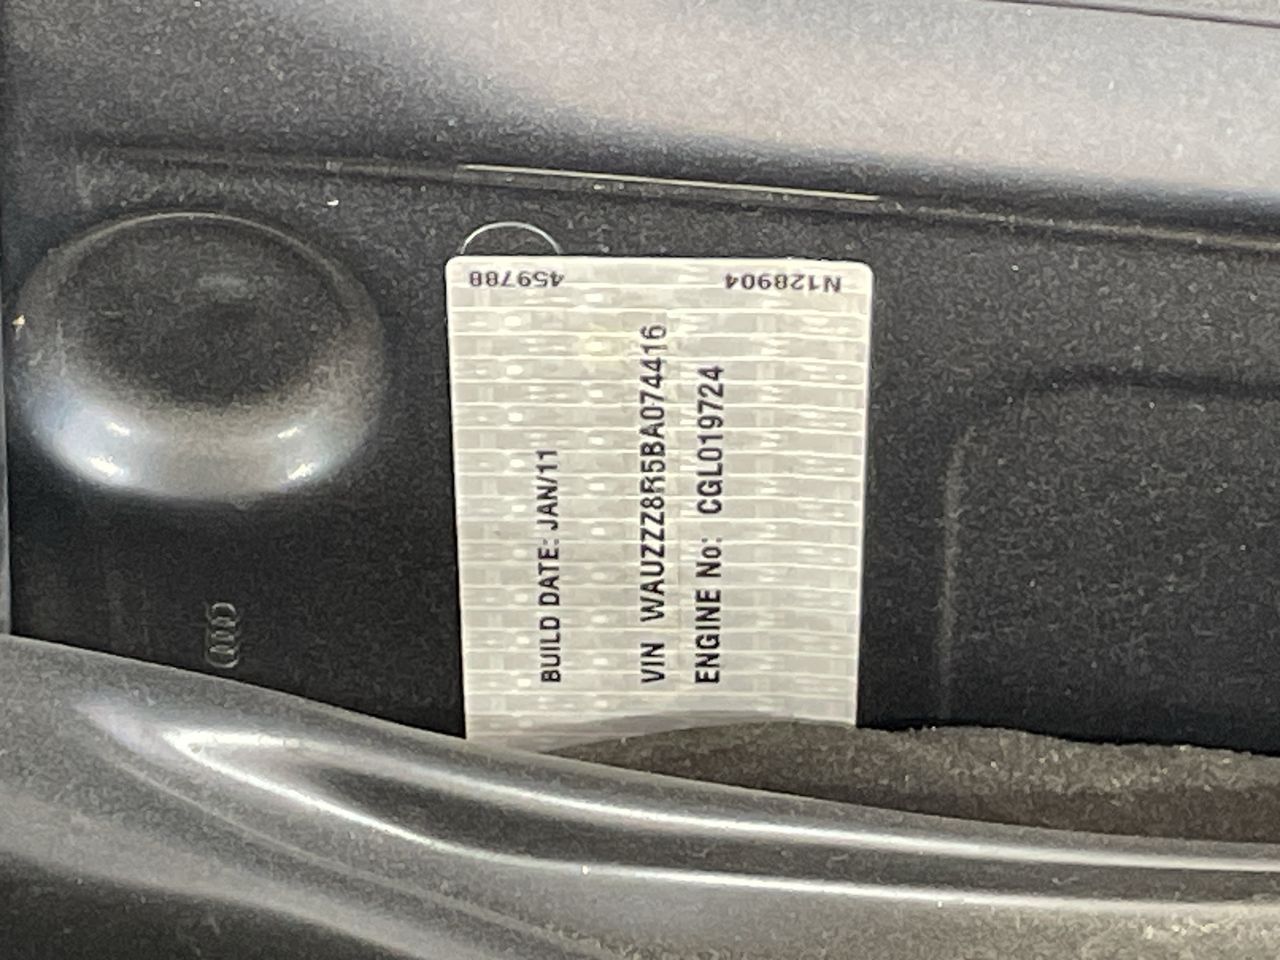 459788
N128904
BUILD DATE: JAN/11
VIN WAUZZZ8R5BA074416
ENGINE No: CGL019724